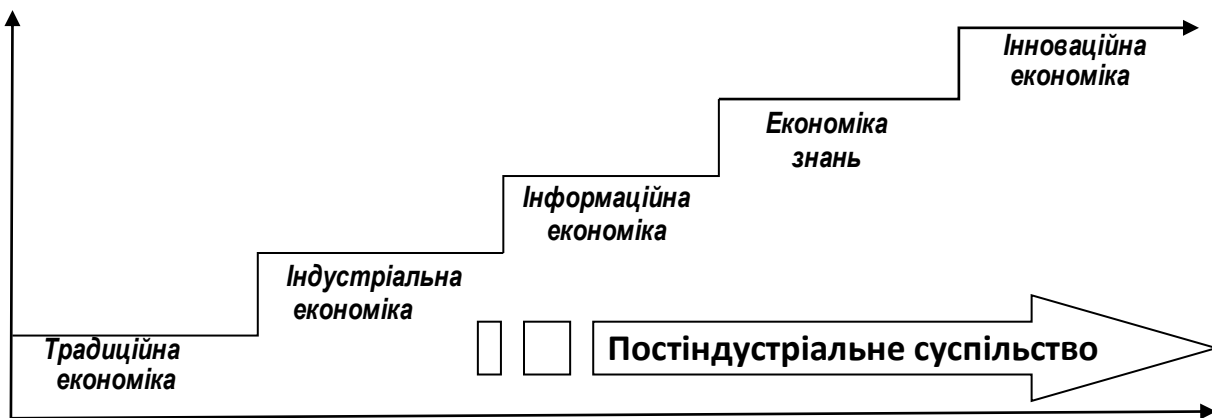 Інноваційна
економіка
Економіка
знань
Інформаційна
економіка
Індустріальна
економіка
Традиційна
економіка
Постіндустріальне суспільство